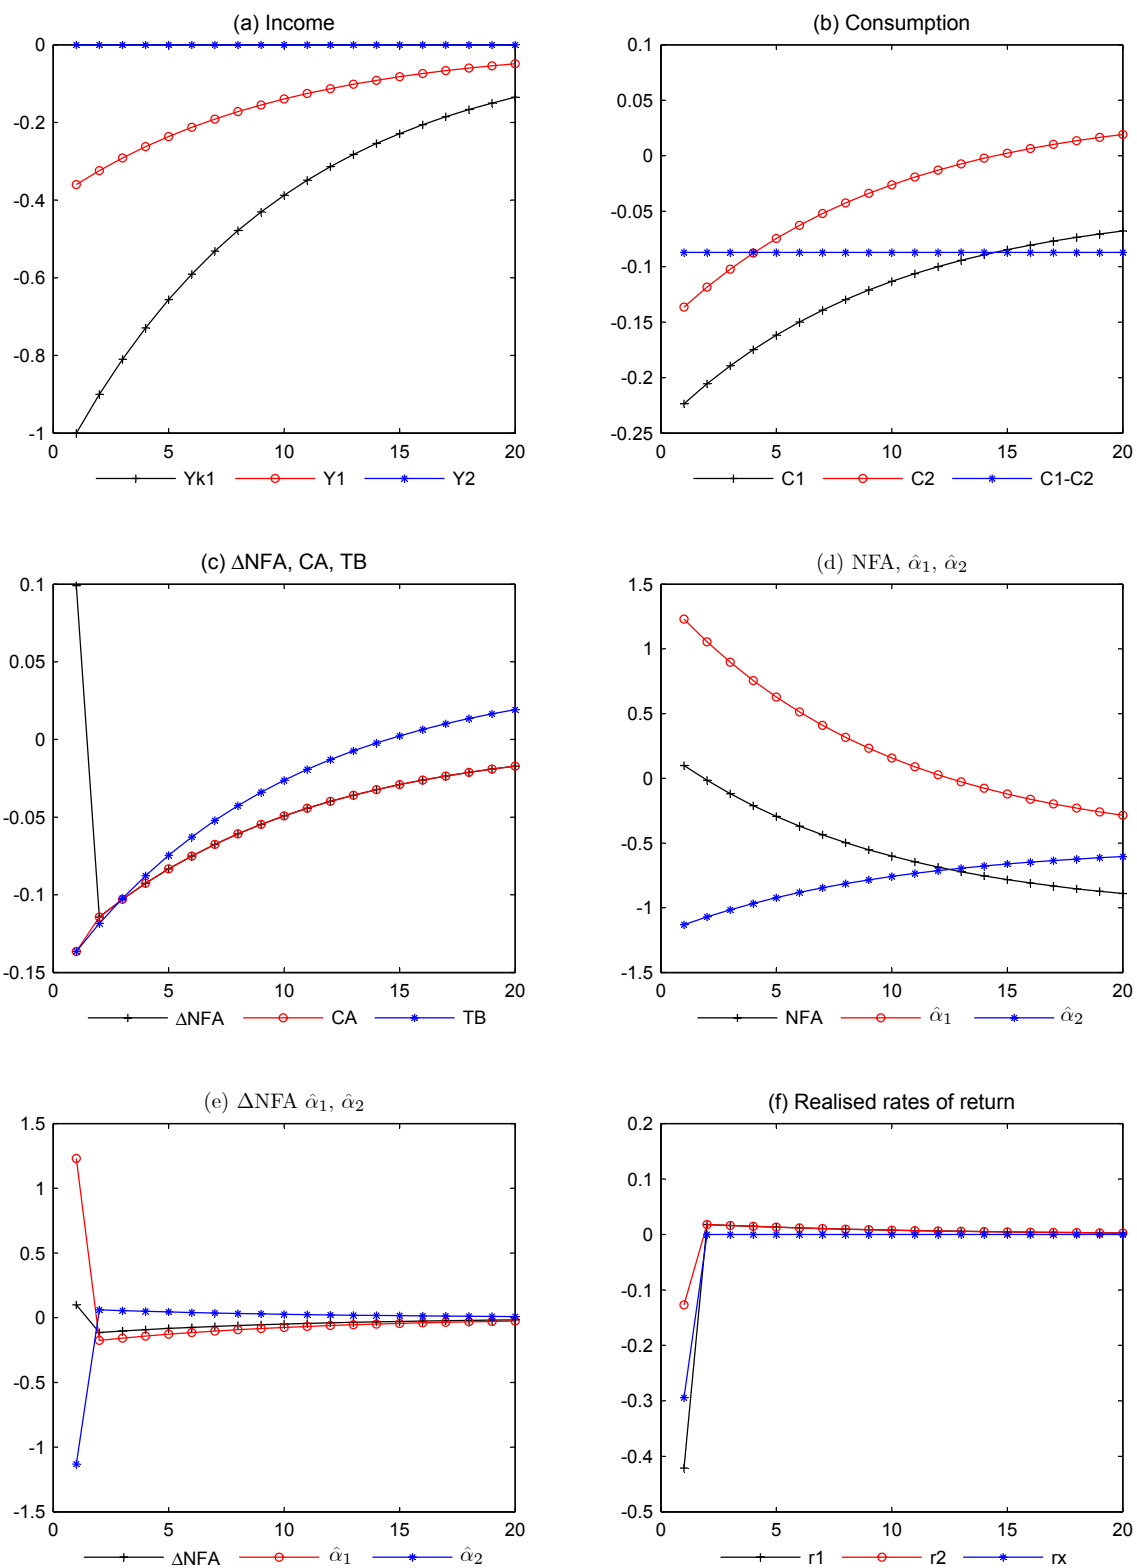 (a) Income
0
-0.2
-0.4
-0.6
-0.8
-1
0 5 10 15 20
Yk1 Y1 Y2
(b) Consumption
0.1
0.05
0
-0.05
-0.1
-0.15
-0.2
-0.25
0 5 10 15 20
C1 C2 C1-C2
(c) ΔNFA, CA, TB
0.1
0.05
0
-0.05
-0.1
-0.15
0 5 10 15 20
ΔNFA CA TB
(d) NFA, α̂₁, α̂₂
1.5
1
0.5
0
-0.5
-1
-1.5
0 5 10 15 20
NFA α̂₁ α̂₂
(e) ΔNFA α̂₁, α̂₂
1.5
1
0.5
0
-0.5
-1
-1.5
0 5 10 15 20
ΔNFA α̂₁ α̂₂
(f) Realised rates of return
0.2
0.1
0
-0.1
-0.2
-0.3
-0.4
-0.5
0 5 10 15 20
r1 r2 rx